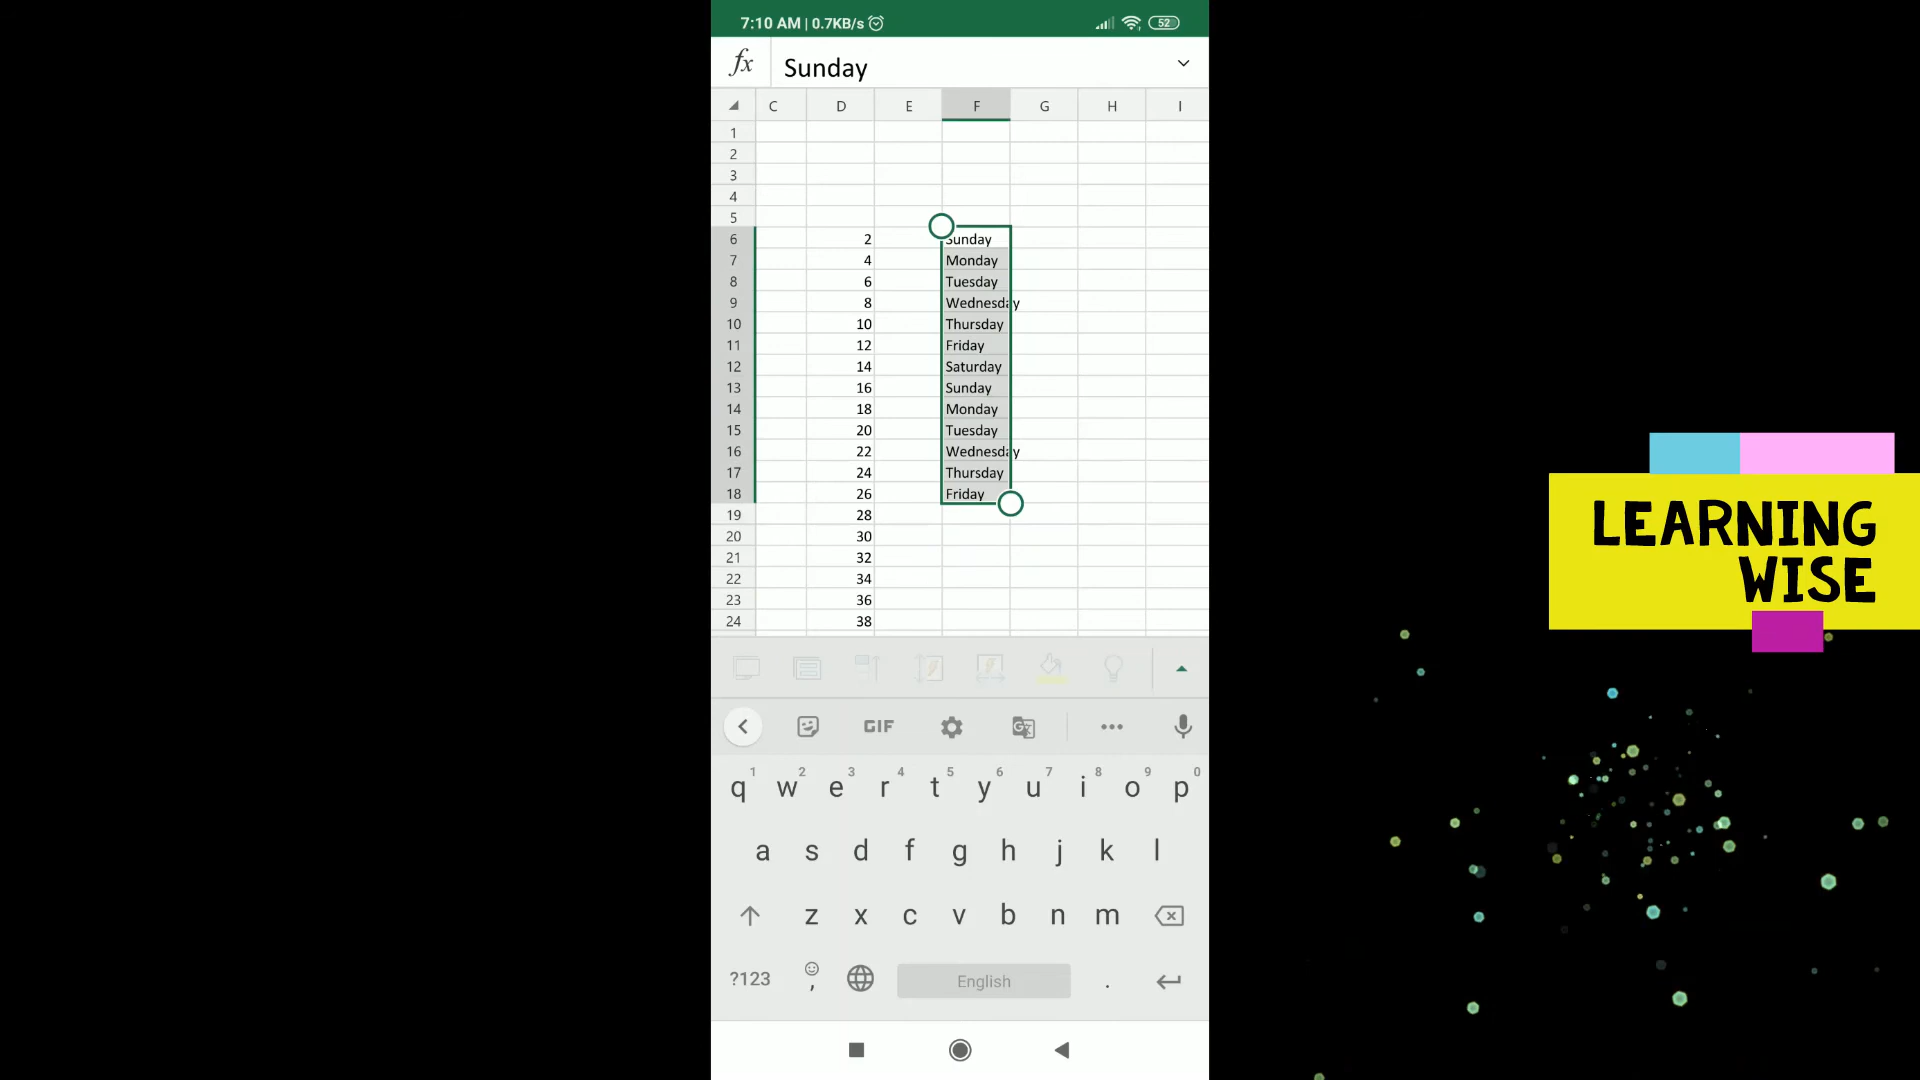 7:10 AM | 0.7KB/s 52
fx Sunday
C D E F G H I
1
2
3
4
5
6 2 Sunday
7 4 Monday
8 6 Tuesday
9 8 Wednesday
10 10 Thursday
11 12 Friday
12 14 Saturday
13 16 Sunday
14 18 Monday
15 20 Tuesday
16 22 Wednesday
17 24 Thursday
18 26 Friday
19 28
20 30
21 32
22 34
23 36
24 38
LEARNING
WISE
GIF
1 2 3 4 5 6 7 8 9 0
q w e r t y u i o p
a s d f g h j k l
z x c v b n m
?123 , English .